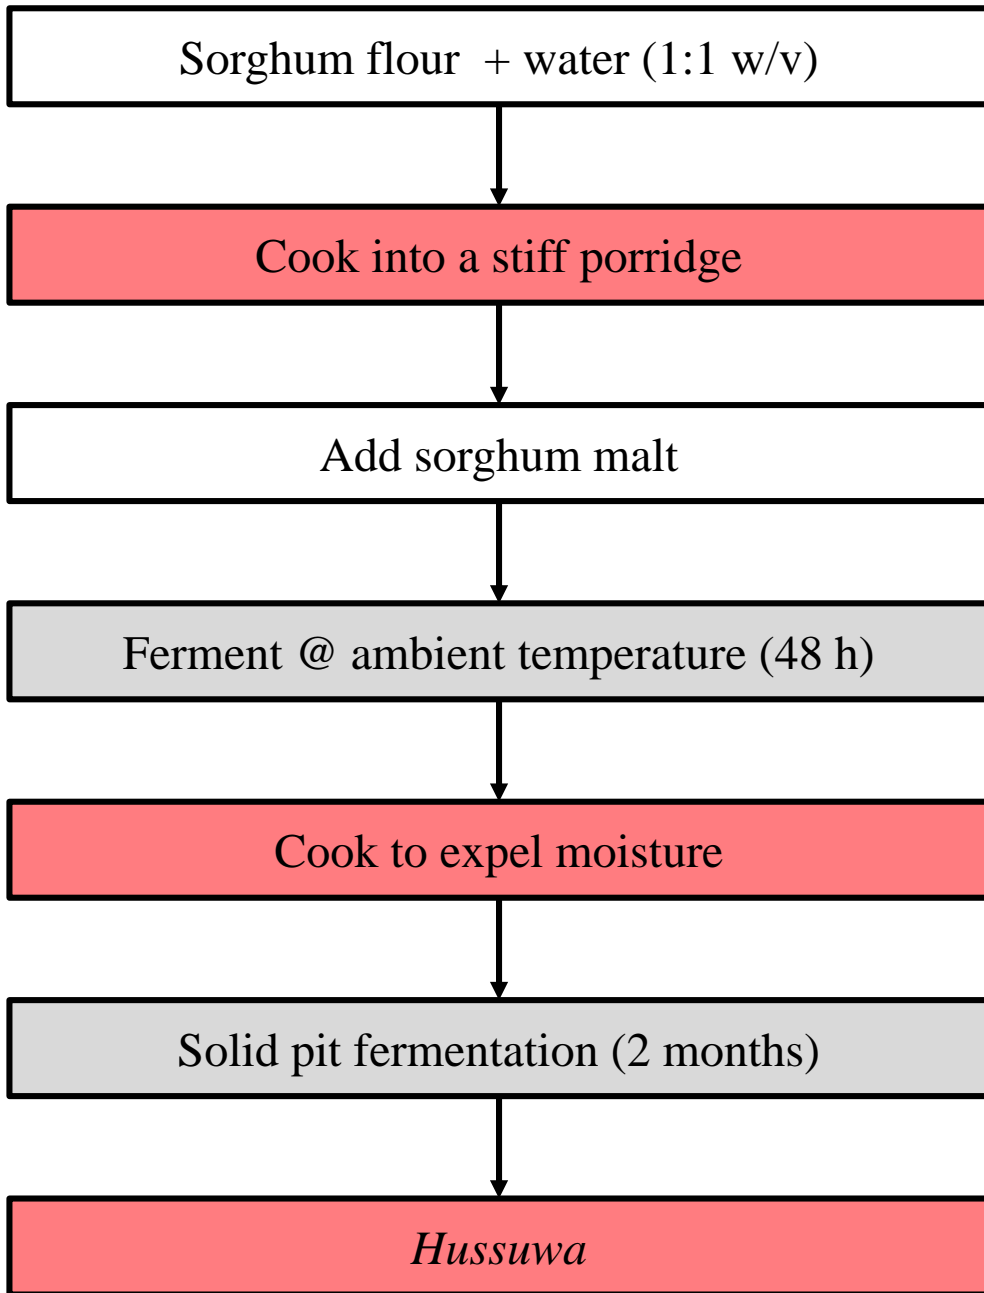 Sorghum flour + water (1:1 w/v)
Cook into a stiff porridge
Add sorghum malt
Ferment @ ambient temperature (48 h)
Cook to expel moisture
Solid pit fermentation (2 months)
Hussuwa